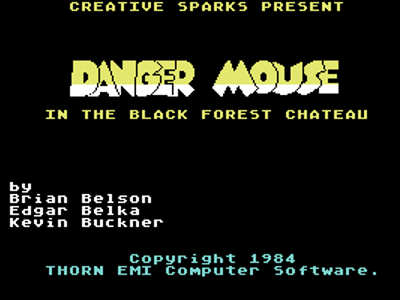 CREATIVE SPARKS PRESENT
DANGER MOUSE
IN THE BLACK FOREST CHATEAU
by
Brian Belson
Edgar Belka
Kevin Buckner
Copyright 1984
THORN EMI Computer Software.